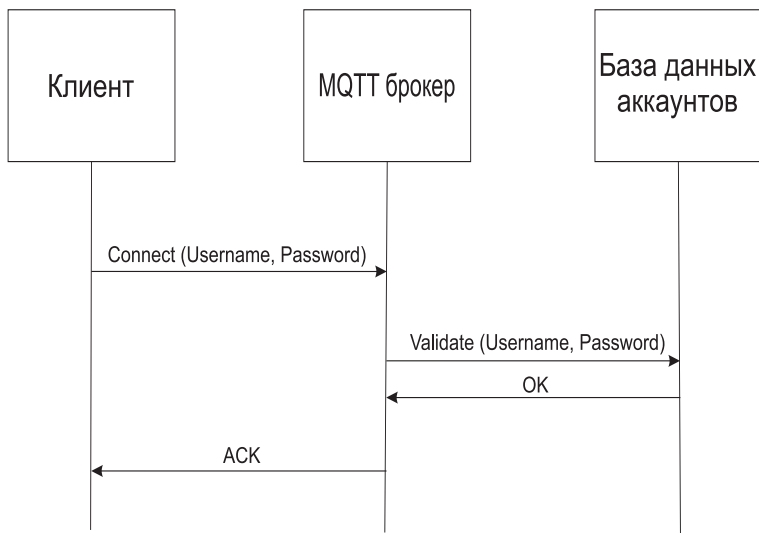 Клиент
MQTT брокер
База данных
аккаунтов
Connect (Username, Password)
Validate (Username, Password)
OK
ACK